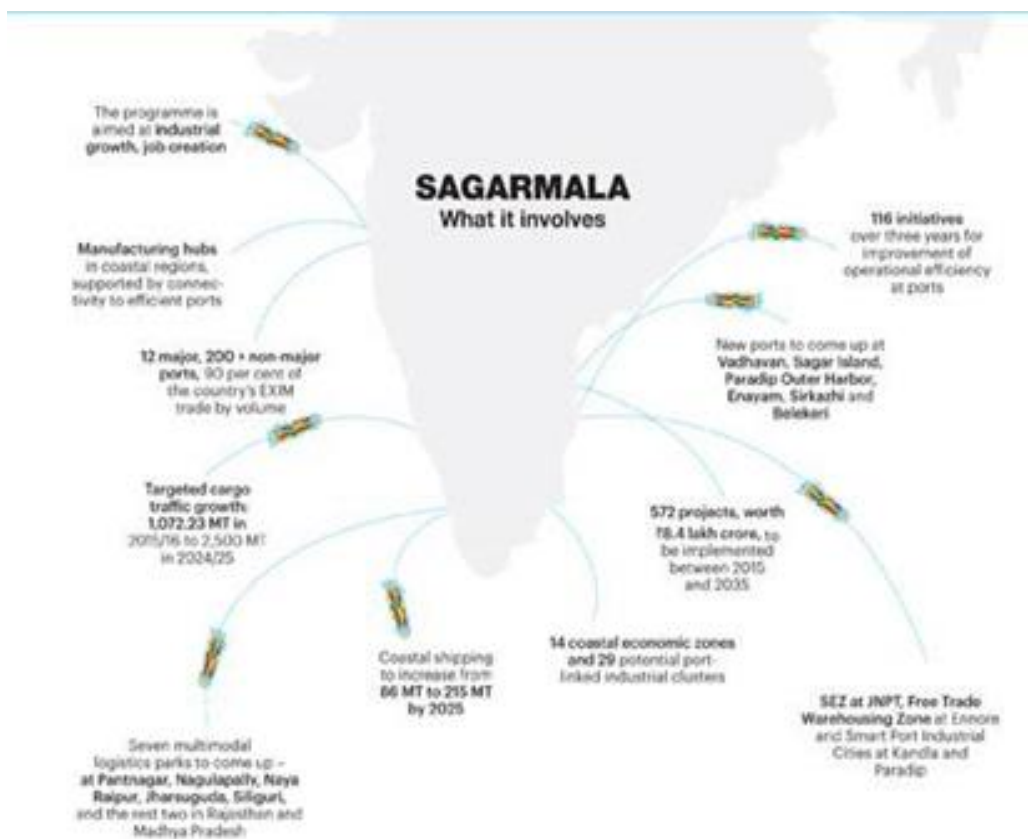 SAGARMALA
What it involves
The programme is
aimed at industrial
growth, job creation
Manufacturing hubs
in coastal regions,
supported by connec-
tivity to efficient ports
12 major, 200 + non-major
ports, 90 per cent of
the country's EXIM
trade by volume
Targeted cargo
traffic growth:
1,072.23 MT in
2015/16 to 2,500 MT
in 2024/25
Seven multimodal
logistics parks to come up –
at Pantnagar, Nagulapally, Naya
Raipur, Jharsuguda, Siliguri,
and the rest two in Rajasthan and
Madhya Pradesh
Coastal shipping
to increase from
66 MT to 215 MT
by 2025
14 coastal economic zones
and 29 potential port-
linked industrial clusters
572 projects, worth
₹8.4 lakh crore, to
be implemented
between 2015
and 2035
116 initiatives
over three years for
improvement of
operational efficiency
at ports
New ports to come up at
Vadhavan, Sagar Island,
Paradip Outer Harbor,
Enayam, Sirkazhi and
Belekeri
SEZ at JNPT, Free Trade
Warehousing Zone at Ennore
and Smart Port Industrial
Cities at Kandla and
Paradip